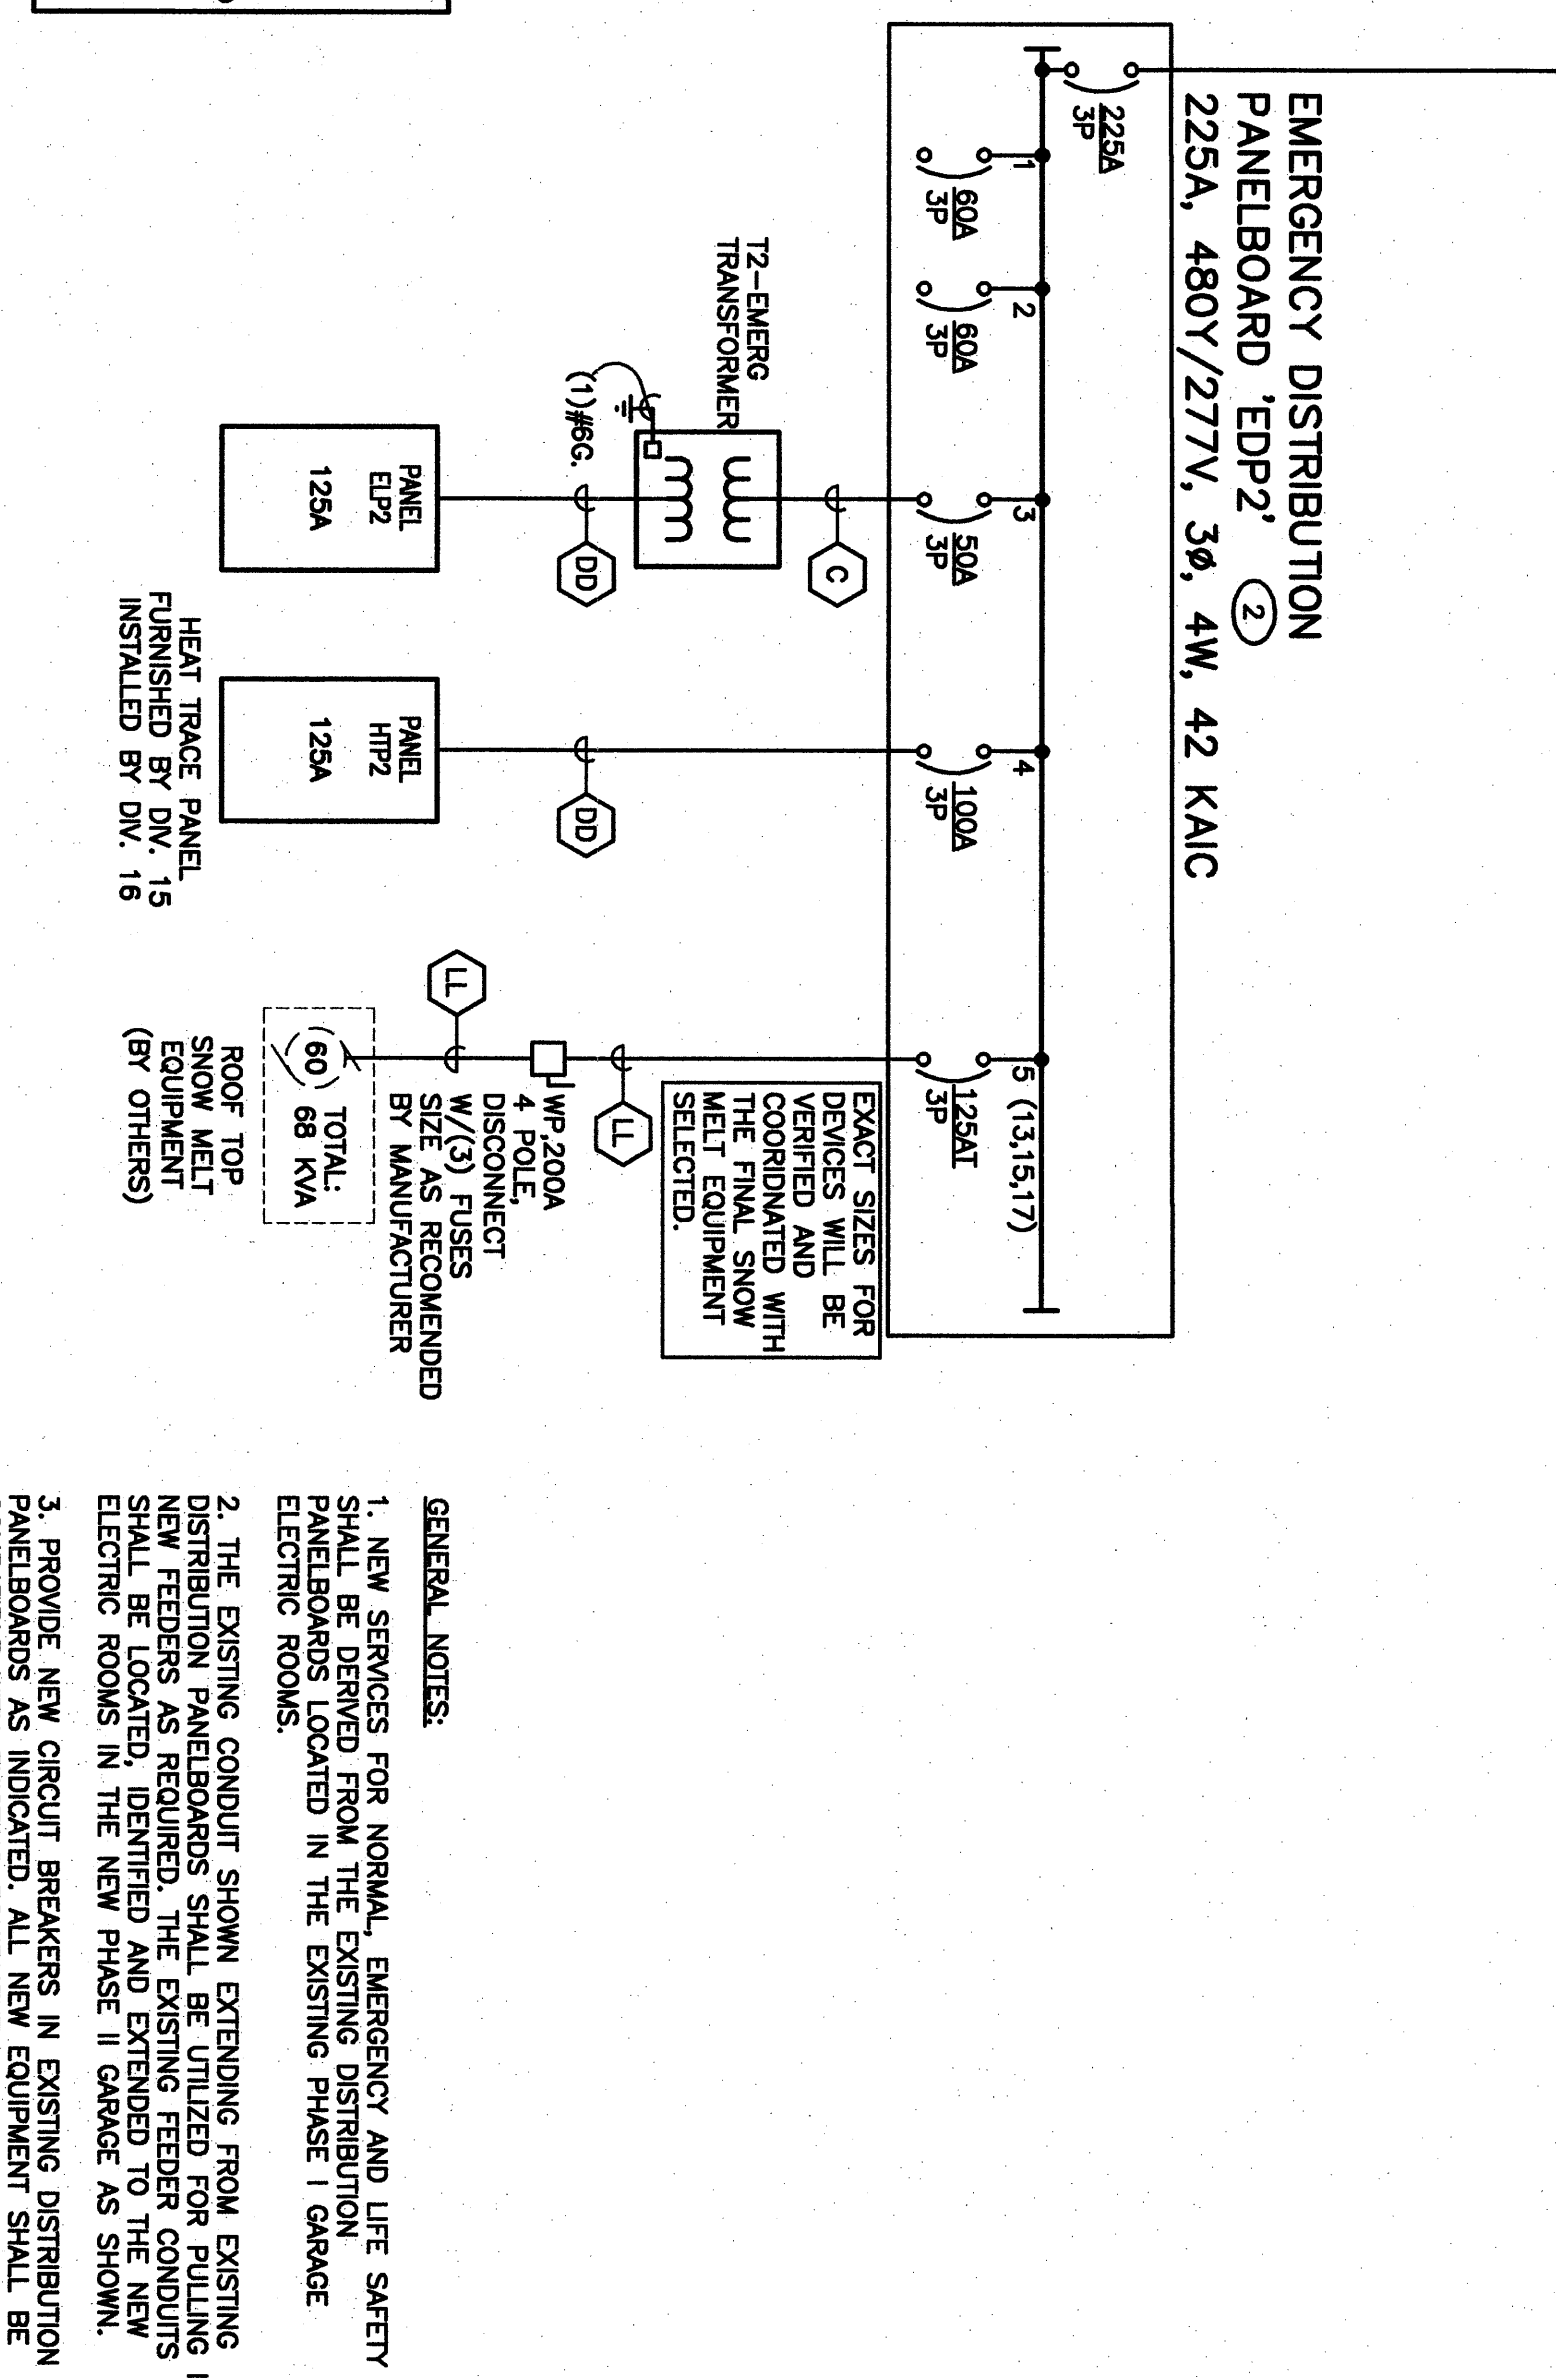 EMERGENCY DISTRIBUTION
PANELBOARD 'EDP2' 2
225A, 480Y/277V, 3Ø, 4W, 42 KAIC
225A
3P
1
60A
3P
2
60A
3P
3
50A
3P
4
100A
3P
5 (13,15,17)
125AT
3P
T2-EMERG
TRANSFORMER
C
(1)#6G.
DD
PANEL
ELP2
125A
DD
PANEL
HTP2
125A
HEAT TRACE PANEL
FURNISHED BY DIV. 15
INSTALLED BY DIV. 16
EXACT SIZES FOR
DEVICES WILL BE
VERIFIED AND
COORIDNATED WITH
THE FINAL SNOW
MELT EQUIPMENT
SELECTED.
LL
WP,200A
4 POLE,
DISCONNECT
W/(3) FUSES
SIZE AS RECOMENDED
BY MANUFACTURER
LL
60
TOTAL:
68 KVA
ROOF TOP
SNOW MELT
EQUIPMENT
(BY OTHERS)
GENERAL NOTES:
1. NEW SERVICES FOR NORMAL, EMERGENCY AND LIFE SAFETY
SHALL BE DERIVED FROM THE EXISTING DISTRIBUTION
PANELBOARDS LOCATED IN THE EXISTING PHASE I GARAGE
ELECTRIC ROOMS.
2. THE EXISTING CONDUIT SHOWN EXTENDING FROM EXISTING
DISTRIBUTION PANELBOARDS SHALL BE UTILIZED FOR PULLING
NEW FEEDERS AS REQUIRED. THE EXISTING FEEDER CONDUITS
SHALL BE LOCATED, IDENTIFIED AND EXTENDED TO THE NEW
ELECTRIC ROOMS IN THE NEW PHASE II GARAGE AS SHOWN.
3. PROVIDE NEW CIRCUIT BREAKERS IN EXISTING DISTRIBUTION
PANELBOARDS AS INDICATED. ALL NEW EQUIPMENT SHALL BE